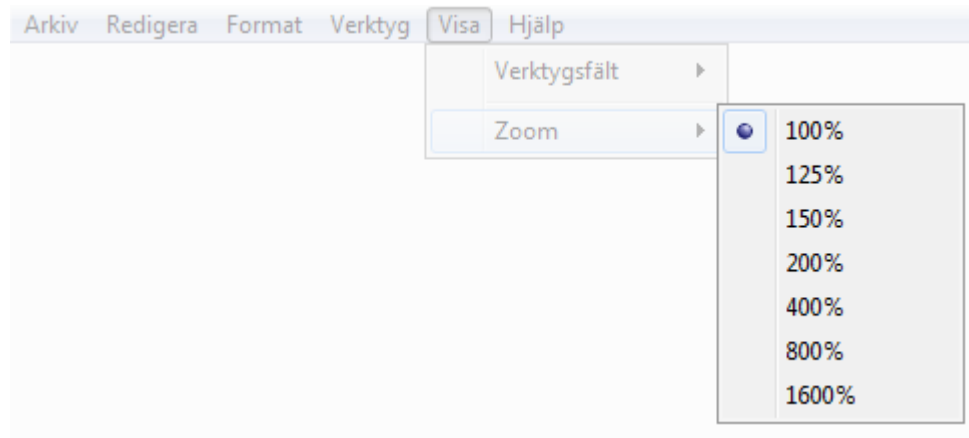 Arkiv Redigera Format Verktyg Visa Hjälp
Verktygsfält
Zoom
100%
125%
150%
200%
400%
800%
1600%